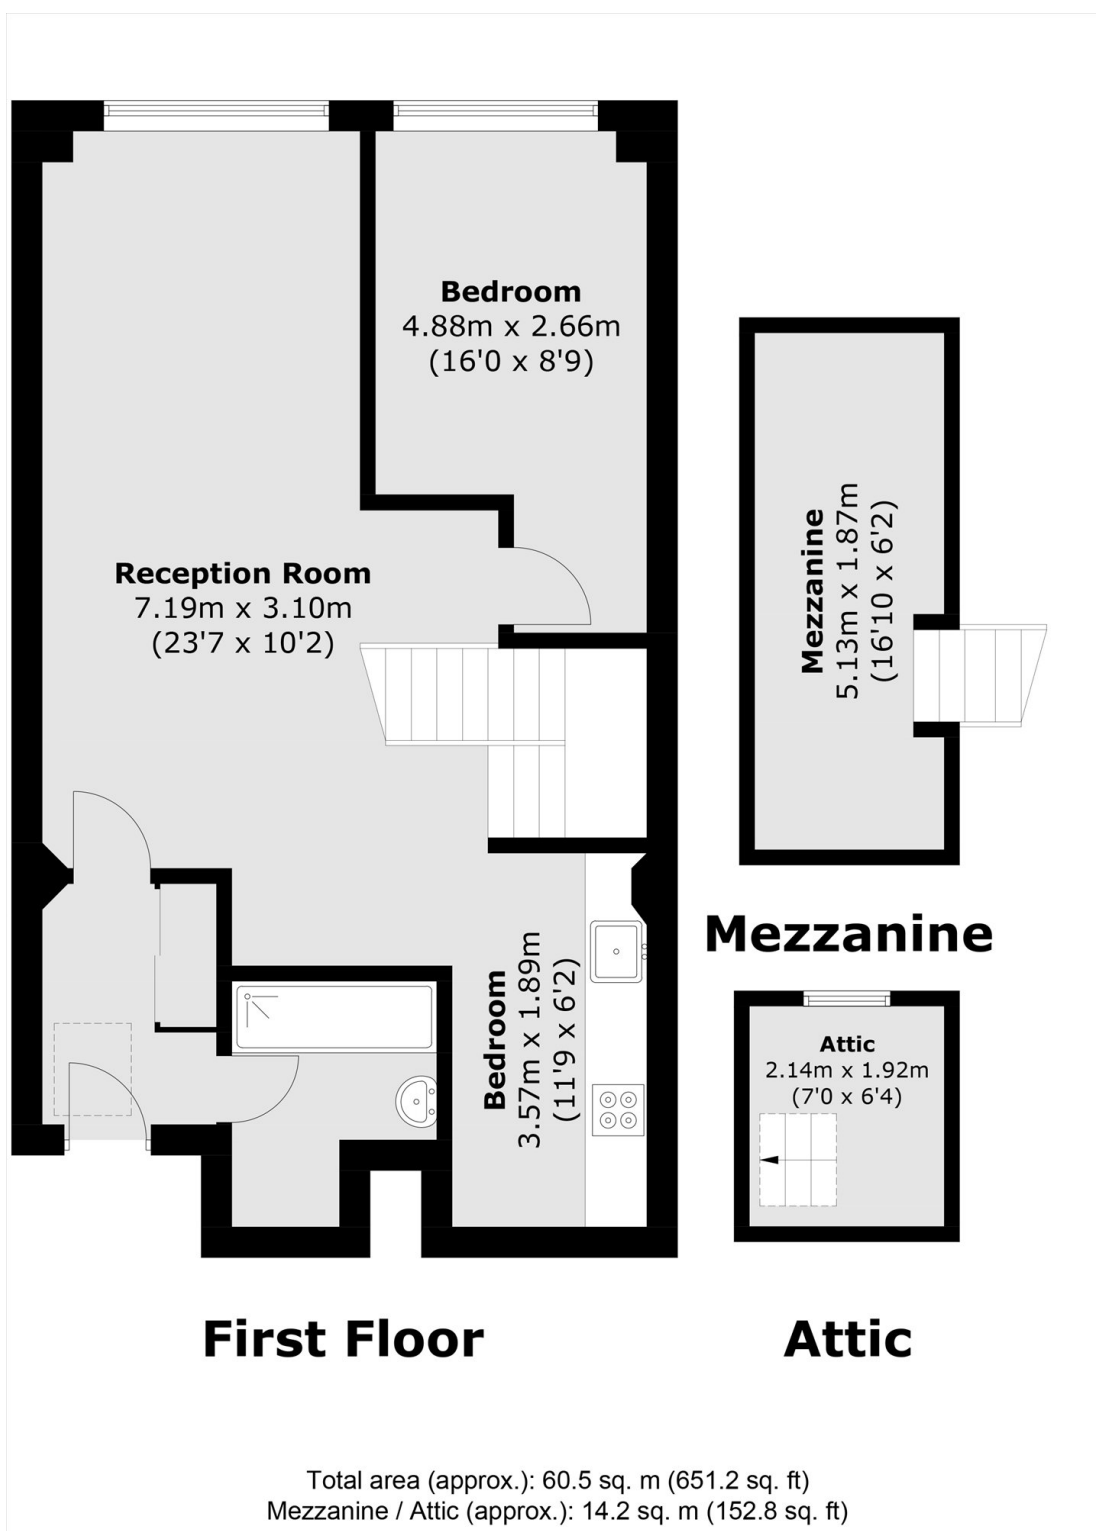 Bedroom
4.88m x 2.66m
(16'0 x 8'9)
Reception Room
7.19m x 3.10m
(23'7 x 10'2)
Mezzanine
5.13m x 1.87m
(16'10 x 6'2)
Mezzanine
Bedroom
3.57m x 1.89m
(11'9 x 6'2)
Attic
2.14m x 1.92m
(7'0 x 6'4)
First Floor
Attic
Total area (approx.): 60.5 sq. m (651.2 sq. ft)
Mezzanine / Attic (approx.): 14.2 sq. m (152.8 sq. ft)